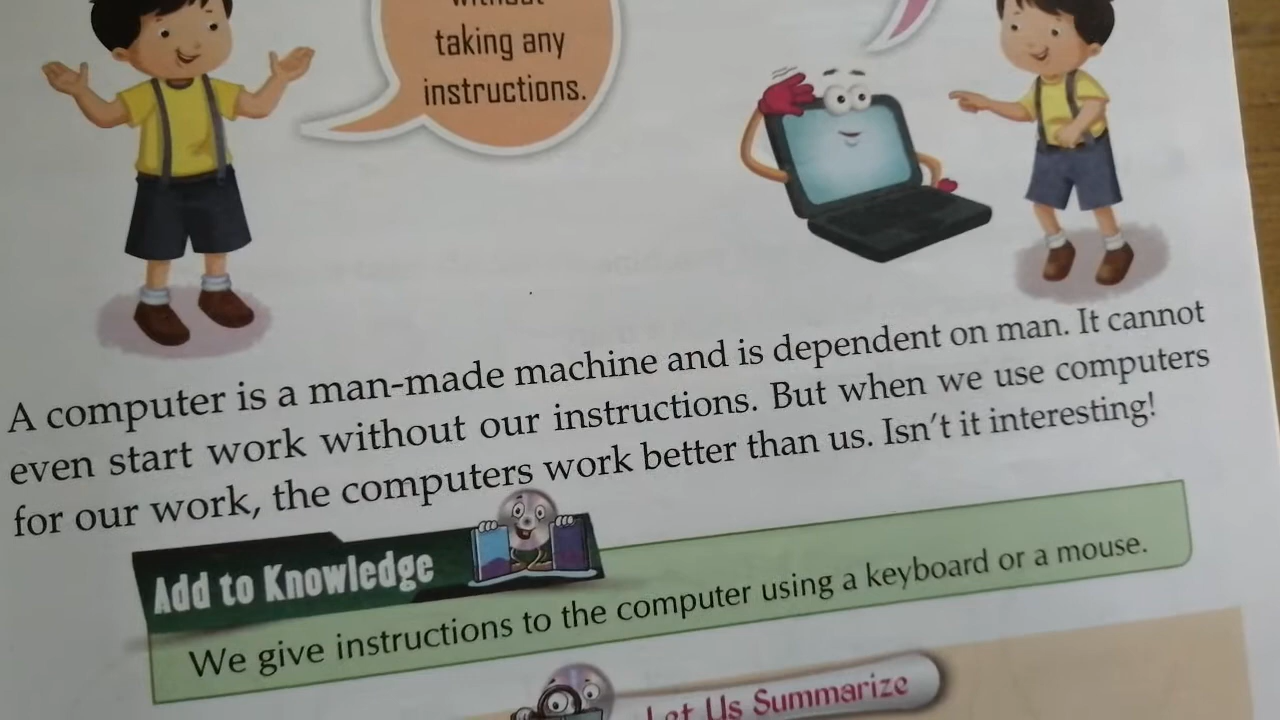 without
taking any
instructions.
A computer is a man-made machine and is dependent on man. It cannot
even start work without our instructions. But when we use computers
for our work, the computers work better than us. Isn't it interesting!
Add to Knowledge
We give instructions to the computer using a keyboard or a mouse.
Let Us Summarize